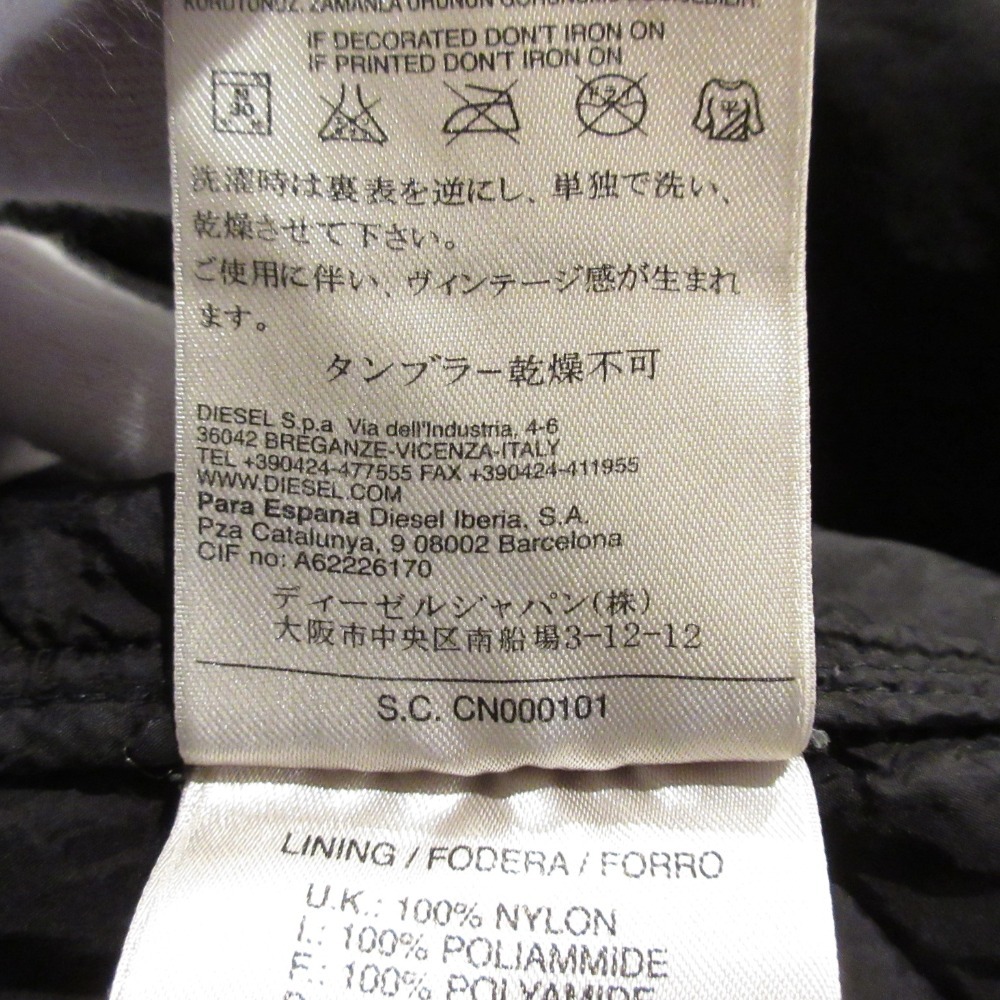 KURUTUNUZ. ZAMANLA ÜRÜNÜN
IF DECORATED DON'T IRON ON
IF PRINTED DON'T IRON ON
洗濯時は裏表を逆にし、単独で洗い、
乾燥させて下さい。
ご使用に伴い、ヴィンテージ感が生まれ
ます。
タンブラー乾燥不可
DIESEL S.p.a Via dell'Industria, 4-6
36042 BREGANZE-VICENZA-ITALY
TEL +390424-477555 FAX +390424-411955
WWW.DIESEL.COM
Para Espana Diesel Iberia, S.A.
Pza Catalunya, 9 08002 Barcelona
CIF no: A62226170
ディーゼルジャパン(株)
大阪市中央区南船場3-12-12
S.C. CN000101
LINING / FODERA / FORRO
U.K.: 100% NYLON
I.: 100% POLIAMMIDE
F.: 100% POLYAMIDE